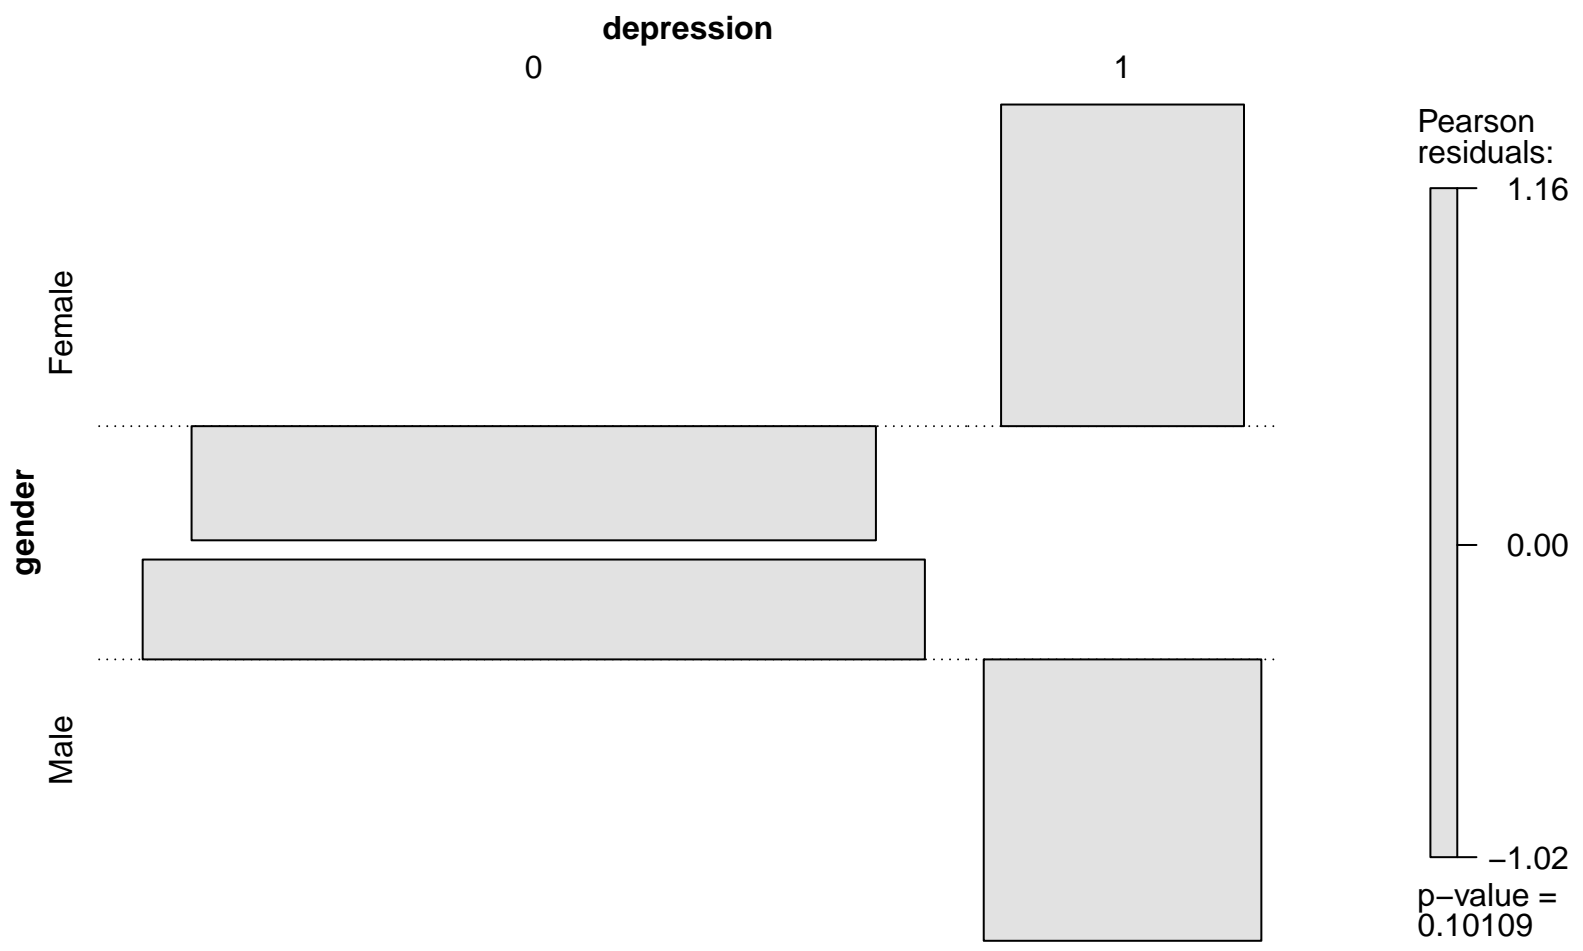 depression
0
1
Female
gender
Male
Pearson
residuals:
1.16
0.00
−1.02
p−value =
0.10109